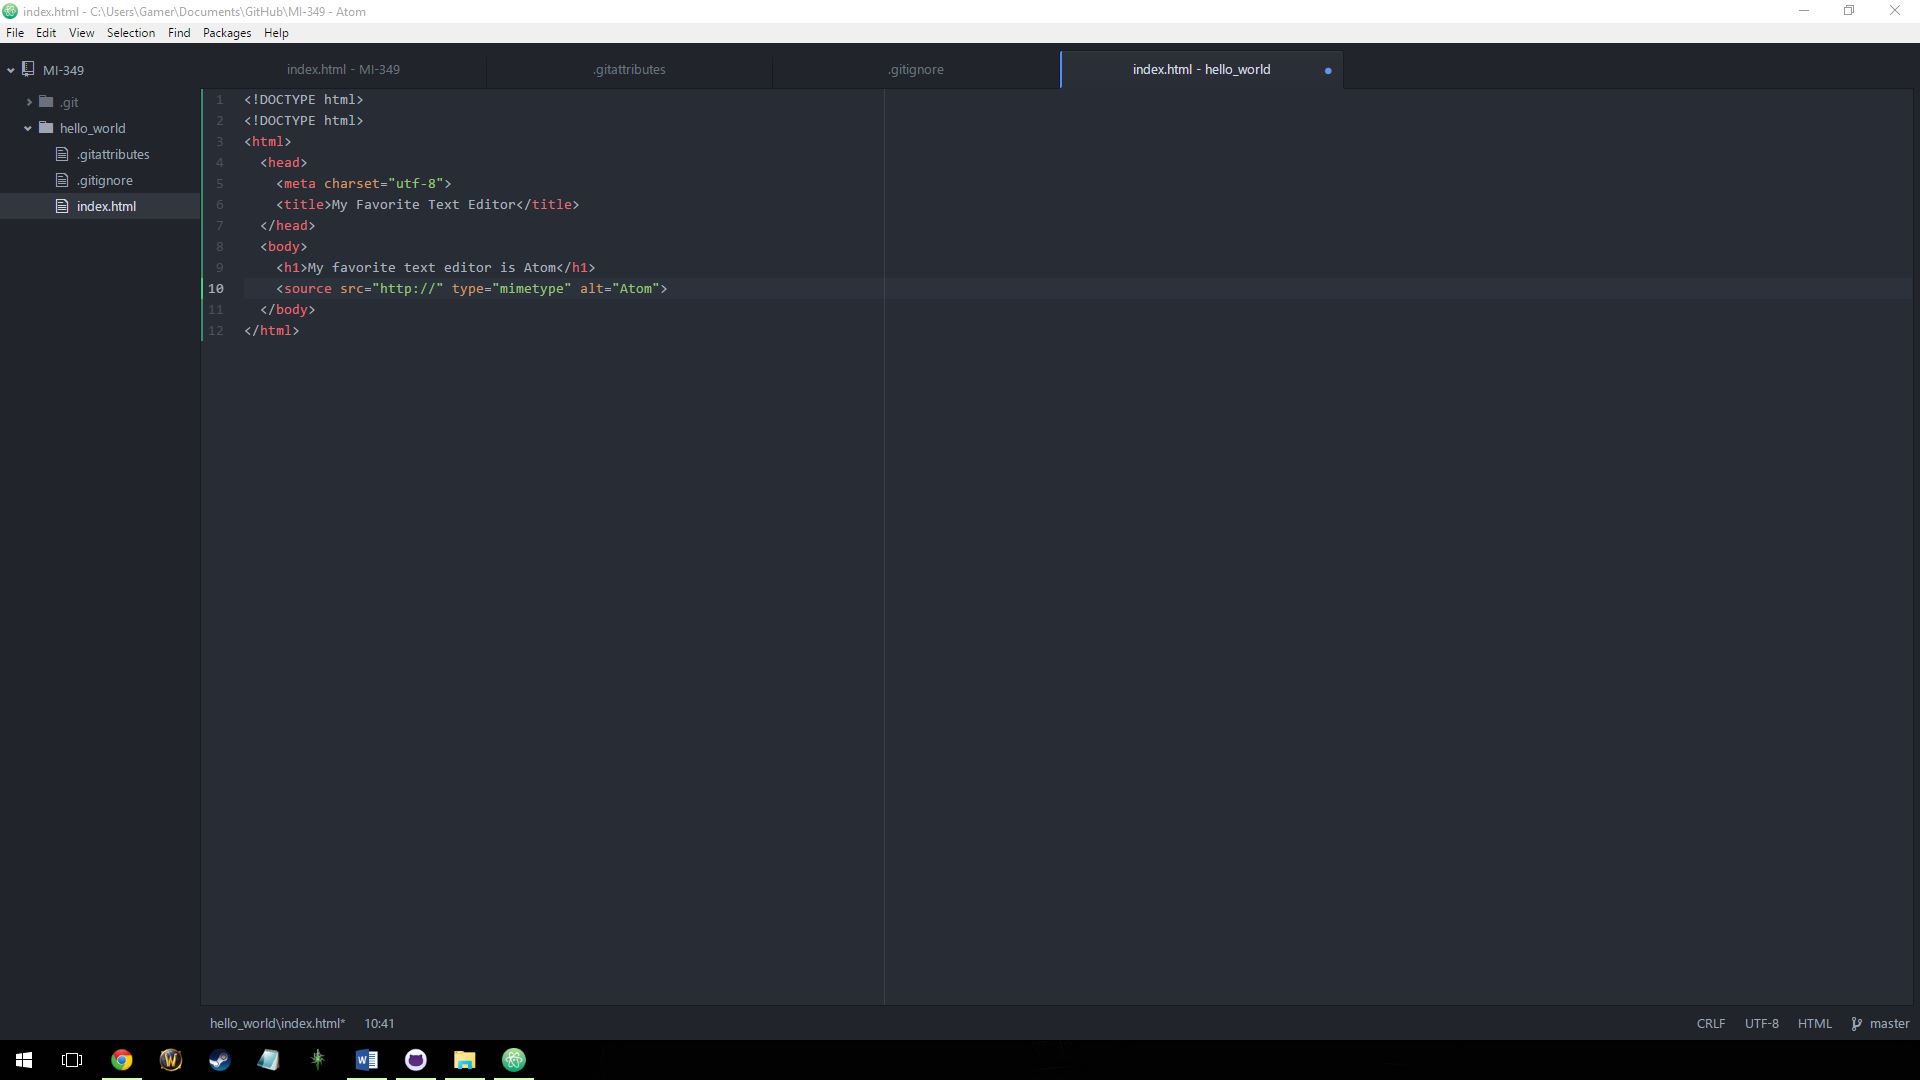 index.html - C:\Users\Gamer\Documents\GitHub\MI-349 - Atom
File Edit View Selection Find Packages Help
MI-349
.git
hello_world
.gitattributes
.gitignore
index.html
index.html - MI-349 .gitattributes .gitignore index.html - hello_world
1 <!DOCTYPE html>
2 <!DOCTYPE html>
3 <html>
4 <head>
5 <meta charset="utf-8">
6 <title>My Favorite Text Editor</title>
7 </head>
8 <body>
9 <h1>My favorite text editor is Atom</h1>
10 <source src="http://" type="mimetype" alt="Atom">
11 </body>
12 </html>
hello_world\index.html* 10:41 CRLF UTF-8 HTML master